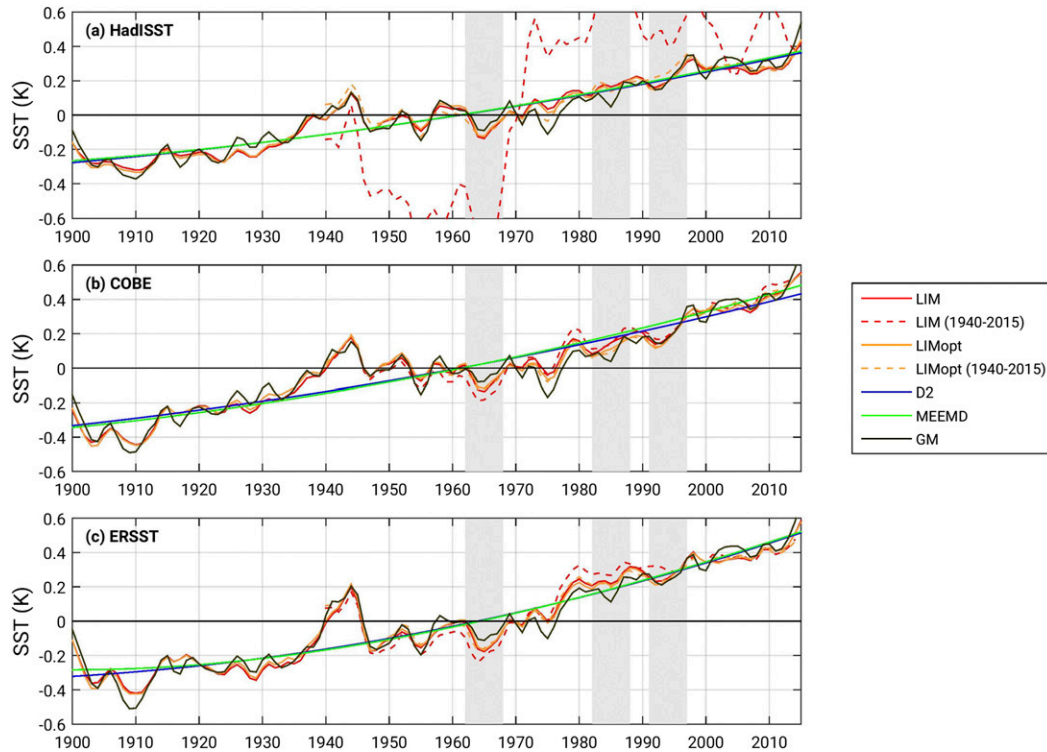 (a) HadISST
SST (K)
0.6
0.4
0.2
0
-0.2
-0.4
-0.6
1900 1910 1920 1930 1940 1950 1960 1970 1980 1990 2000 2010
(b) COBE
SST (K)
0.6
0.4
0.2
0
-0.2
-0.4
-0.6
1900 1910 1920 1930 1940 1950 1960 1970 1980 1990 2000 2010
(c) ERSST
SST (K)
0.6
0.4
0.2
0
-0.2
-0.4
-0.6
1900 1910 1920 1930 1940 1950 1960 1970 1980 1990 2000 2010
LIM
LIM (1940-2015)
LIMopt
LIMopt (1940-2015)
D2
MEEMD
GM